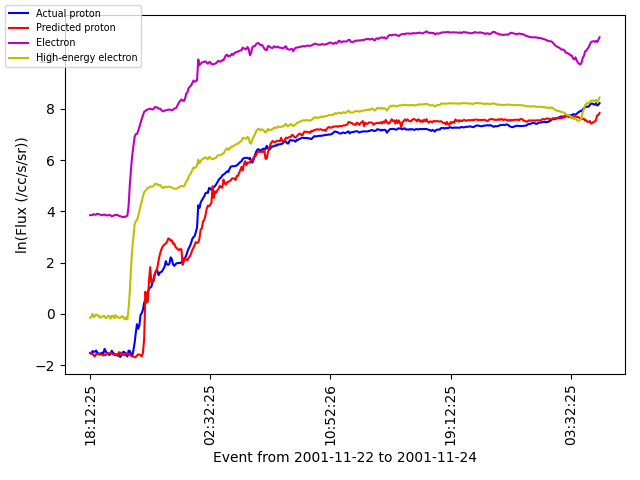 Actual proton
Predicted proton
Electron
High-energy electron
8
6
4
2
0
−2
ln(Flux (/cc/s/sr))
18:12:25
02:32:25
10:52:26
19:12:25
03:32:25
Event from 2001-11-22 to 2001-11-24